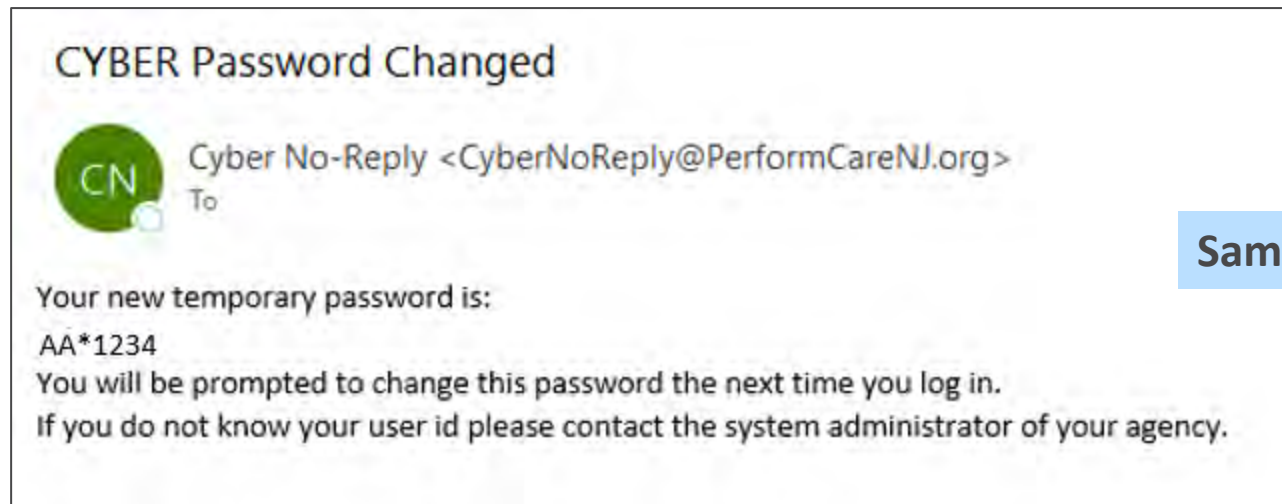 CYBER Password Changed
CN
Cyber No-Reply <CyberNoReply@PerformCareNJ.org>
To
Sam
Your new temporary password is:
AA*1234
You will be prompted to change this password the next time you log in.
If you do not know your user id please contact the system administrator of your agency.